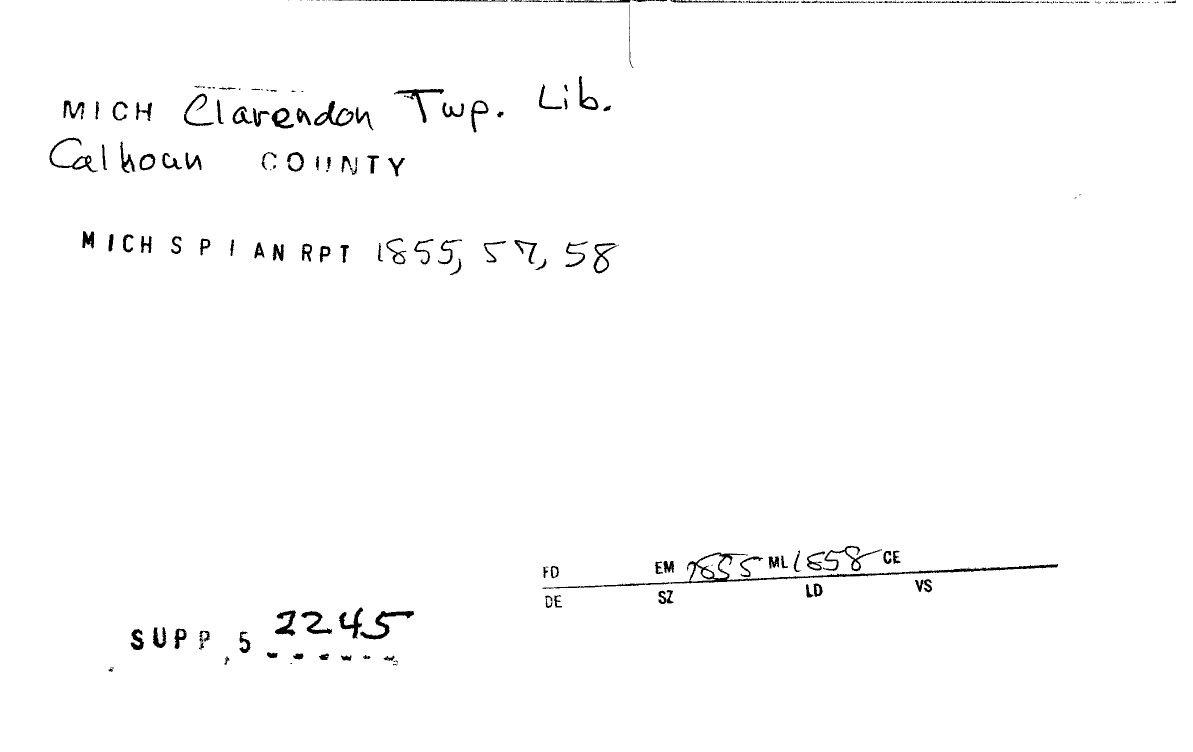 MICH Clarendon Twp. Lib.
Calhoun COUNTY
MICH S P I AN RPT 1855, 57, 58
FD EM 1855 ML 1858 CE
DE SZ LD VS
SUPP, 5 2245